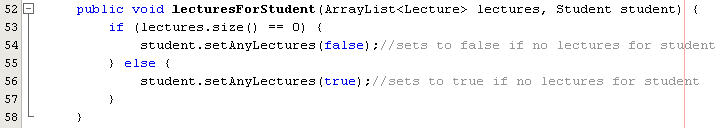 52 public void lecturesForStudent(ArrayList<Lecture> lectures, Student student) {
53 if (lectures.size() == 0) {
54 student.setAnyLectures(false);//sets to false if no lectures for student
55 } else {
56 student.setAnyLectures(true);//sets to true if no lectures for student
57 }
58 }